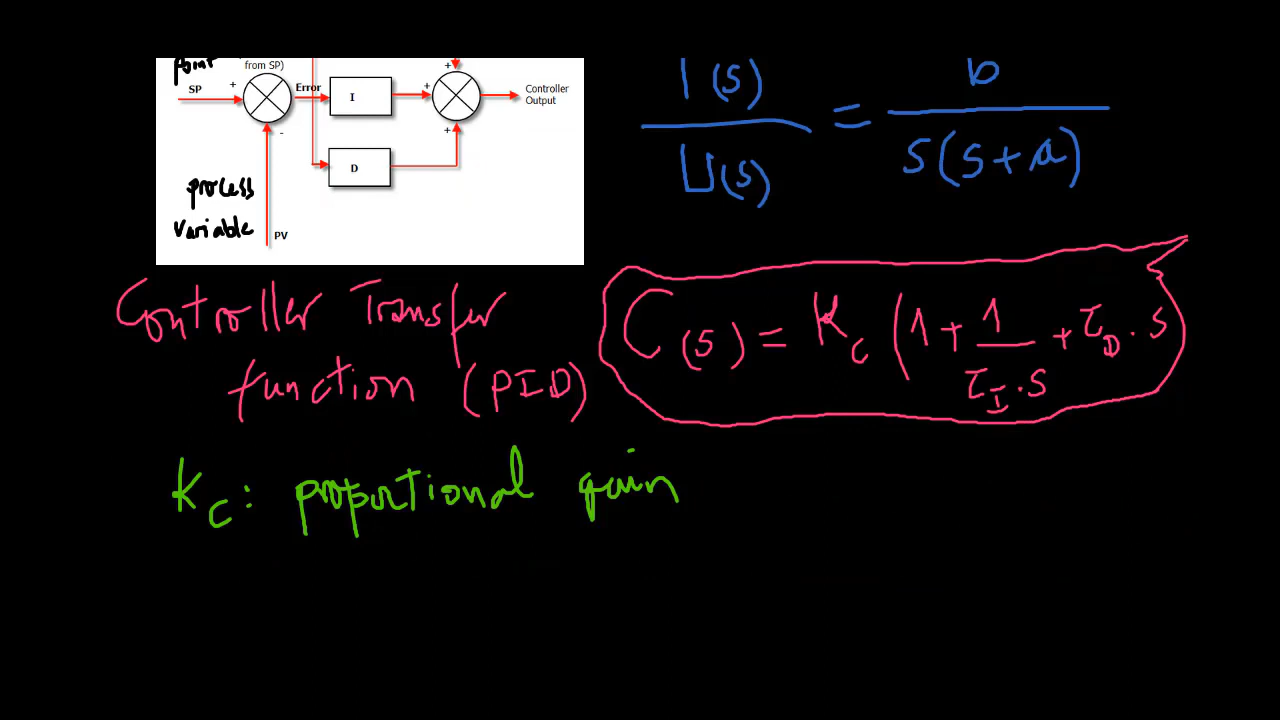 from SP)
SP
+
Error
-
I
D
+
+
+
Controller
Output
process
variable
PV
(s)
U(s)
=
b
s(s+a)
Controller Transfer
function (PID)
C(s) = Kc (1 + 1/τI·s + τD·s
Kc: proportional gain